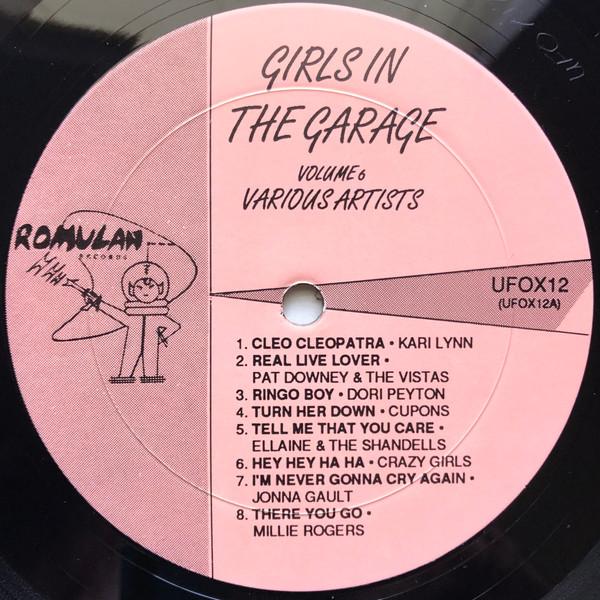 GIRLS IN
THE GARAGE
VOLUME 6
VARIOUS ARTISTS
ROMULAN
RECORDS
UFOX12
(UFOX12A)
1. CLEO CLEOPATRA • KARI LYNN
2. REAL LIVE LOVER •
PAT DOWNEY & THE VISTAS
3. RINGO BOY • DORI PEYTON
4. TURN HER DOWN • CUPONS
5. TELL ME THAT YOU CARE •
ELLAINE & THE SHANDELLS
6. HEY HEY HA HA • CRAZY GIRLS
7. I'M NEVER GONNA CRY AGAIN •
JONNA GAULT
8. THERE YOU GO •
MILLIE ROGERS